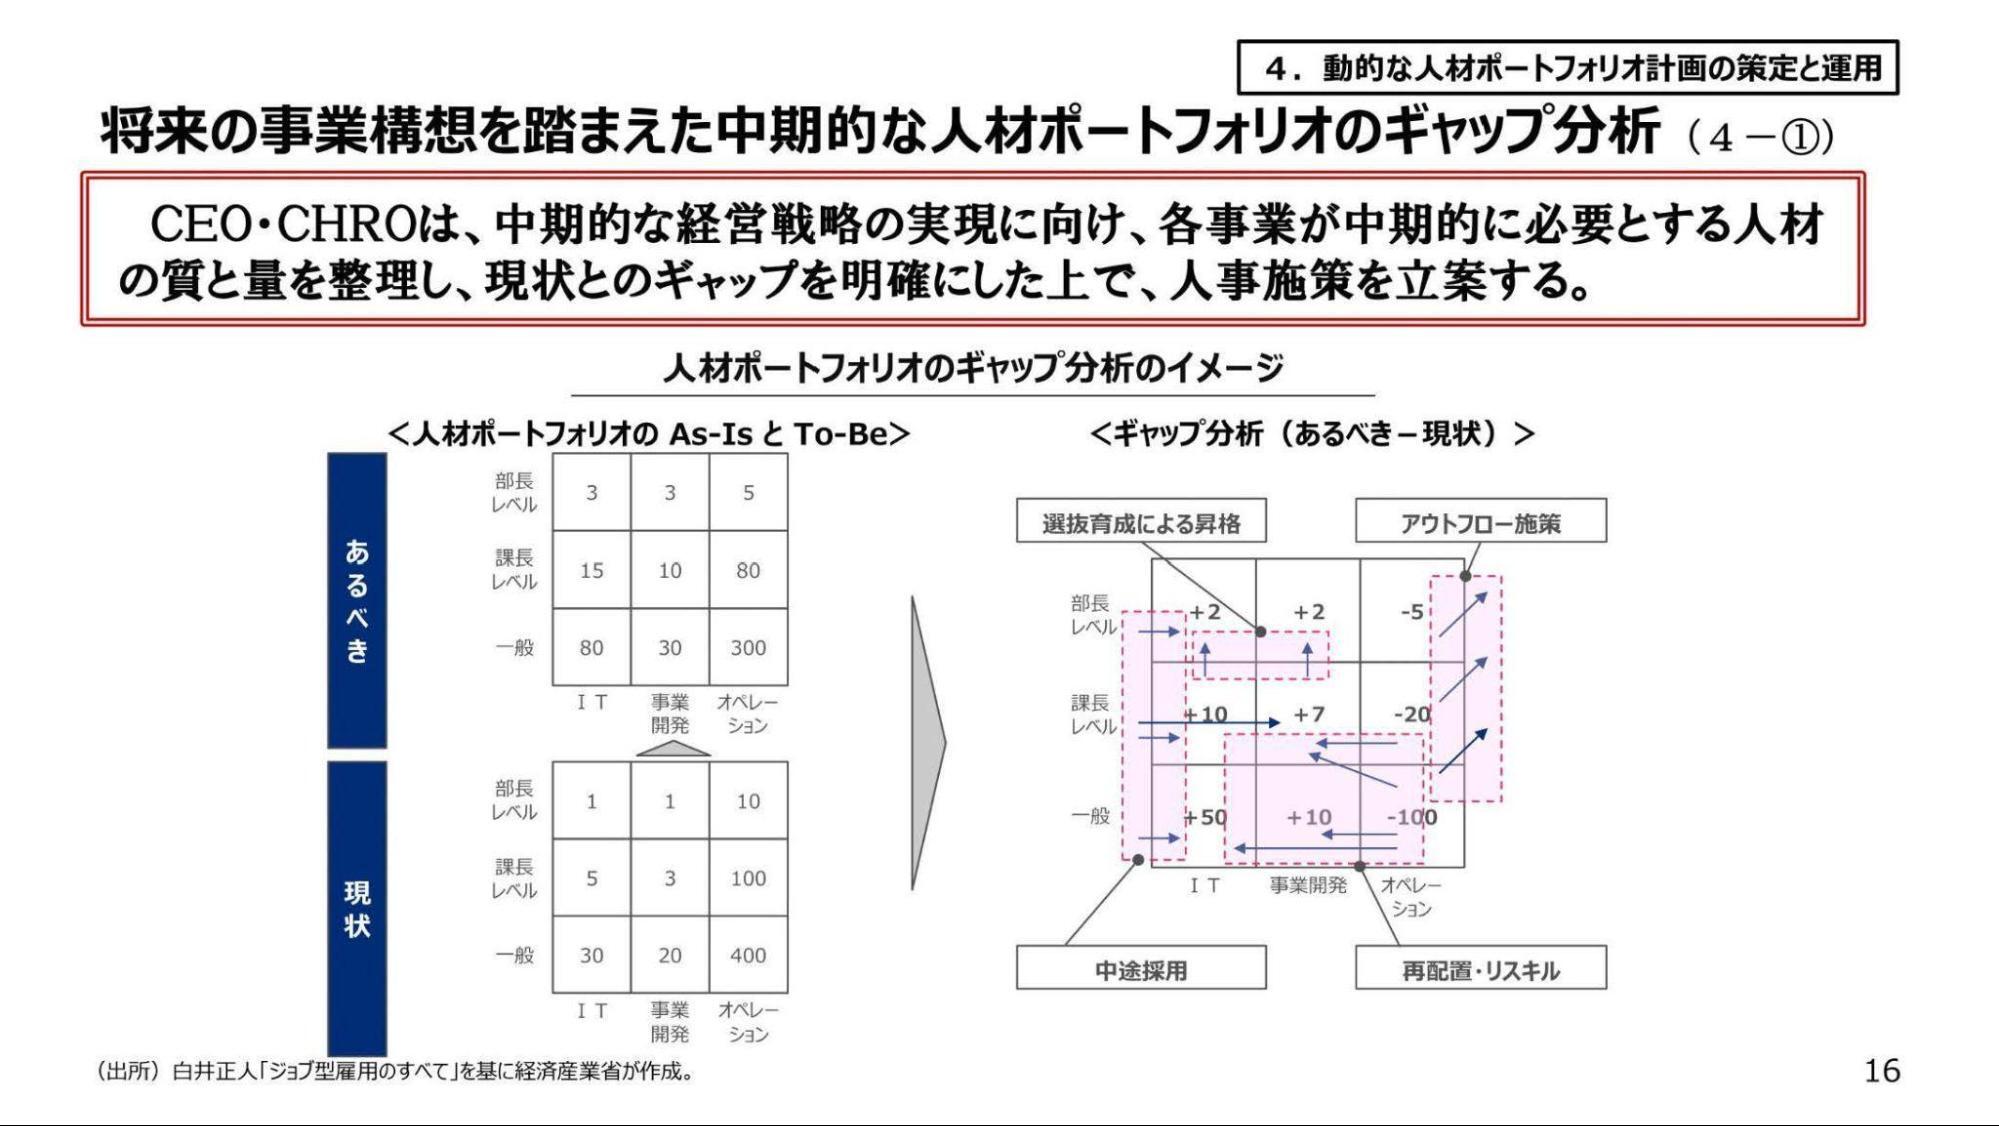 ４．動的な人材ポートフォリオ計画の策定と運用
将来の事業構想を踏まえた中期的な人材ポートフォリオのギャップ分析（４－①）
CEO・CHROは、中期的な経営戦略の実現に向け、各事業が中期的に必要とする人材
の質と量を整理し、現状とのギャップを明確にした上で、人事施策を立案する。
人材ポートフォリオのギャップ分析のイメージ
＜人材ポートフォリオの As-Is と To-Be＞
あるべき
部長
レベル
3 3 5
課長
レベル
15 10 80
一般 80 30 300
ＩＴ 事業 オペレー
開発 ション
現状
部長
レベル
1 1 10
課長
レベル
5 3 100
一般 30 20 400
ＩＴ 事業 オペレー
開発 ション
＜ギャップ分析（あるべき－現状）＞
選抜育成による昇格 アウトフロー施策
部長
レベル
+2 +2 -5
課長
レベル
+10 +7 -20
一般 +50 +10 -100
ＩＴ 事業開発 オペレー
ション
中途採用 再配置・リスキル
（出所）白井正人「ジョブ型雇用のすべて」を基に経済産業省が作成。
16